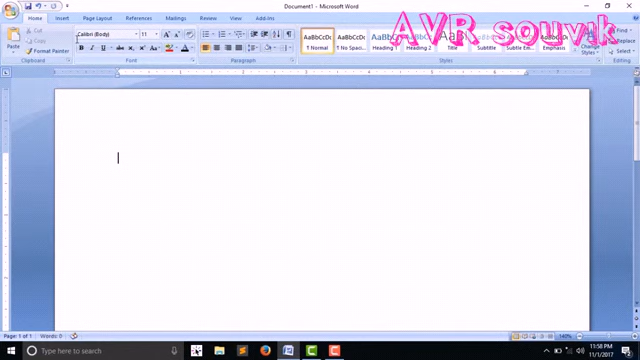 Document1 - Microsoft Word
Home Insert Page Layout References Mailings Review View Add-Ins
AVR souvik
Cut
Copy
Format Painter
Paste
Clipboard
Calibri (Body) 11
Font
Paragraph
AaBbCcDc AaBbCcDc AaBbC
¶ Normal ¶ No Spaci... Heading 1 Heading 2 Title Subtitle Subtle Em... Emphasis
Styles
Change Styles
Find
Replace
Select
Editing
Page: 1 of 1 Words: 0
140%
Type here to search
11:58 PM
11/1/2017